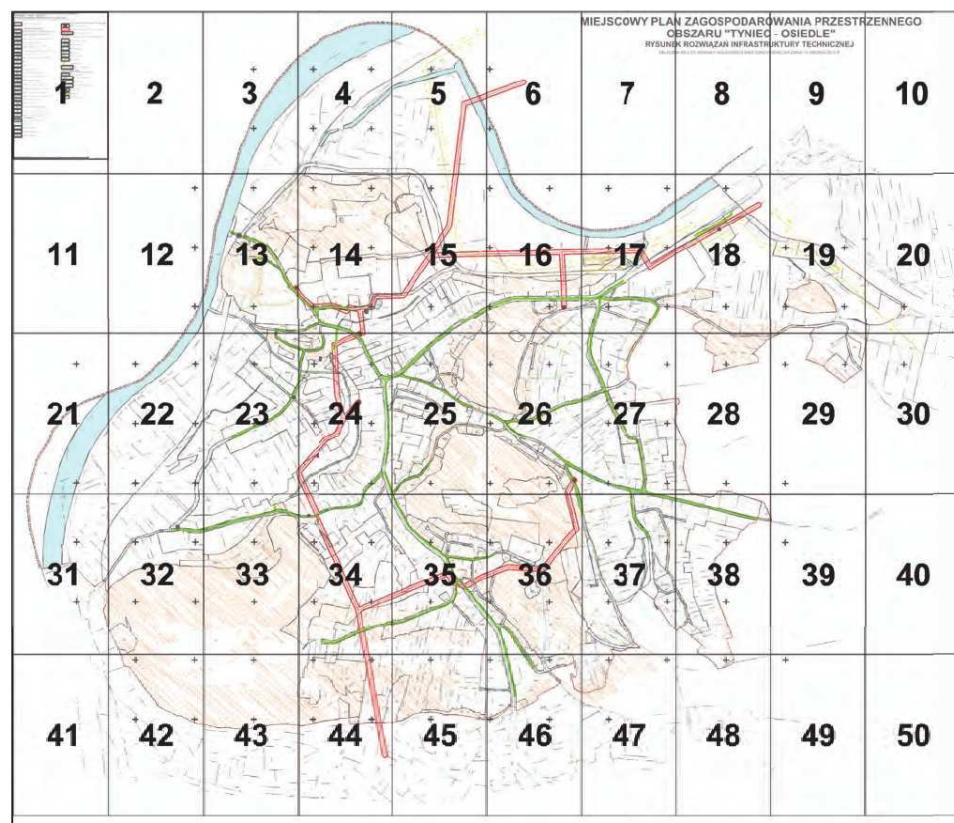 MIEJSCOWY PLAN ZAGOSPODAROWANIA PRZESTRZENNEGO
OBSZARU "TYNIEC - OSIEDLE"
RYSUNEK ROZWIĄZAŃ INFRASTRUKTURY TECHNICZNEJ
1 2 3 4 5 6 7 8 9 10
11 12 13 14 15 16 17 18 19 20
21 22 23 24 25 26 27 28 29 30
31 32 33 34 35 36 37 38 39 40
41 42 43 44 45 46 47 48 49 50